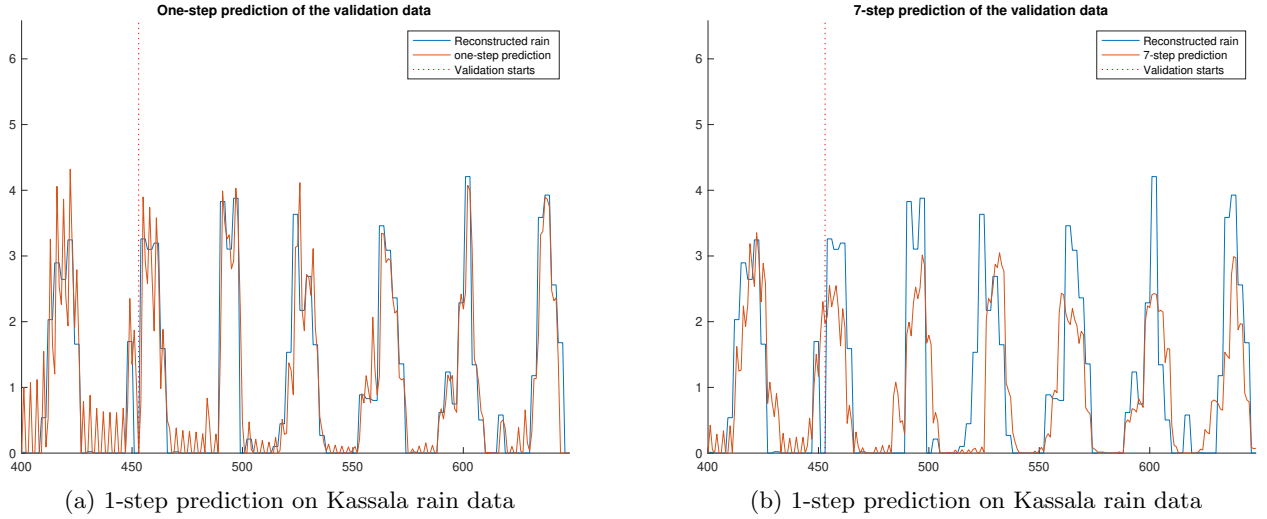 One-step prediction of the validation data
Reconstructed rain
one-step prediction
Validation starts
6
5
4
3
2
1
0
400 450 500 550 600
(a) 1-step prediction on Kassala rain data
7-step prediction of the validation data
Reconstructed rain
7-step prediction
Validation starts
6
5
4
3
2
1
0
400 450 500 550 600
(b) 1-step prediction on Kassala rain data